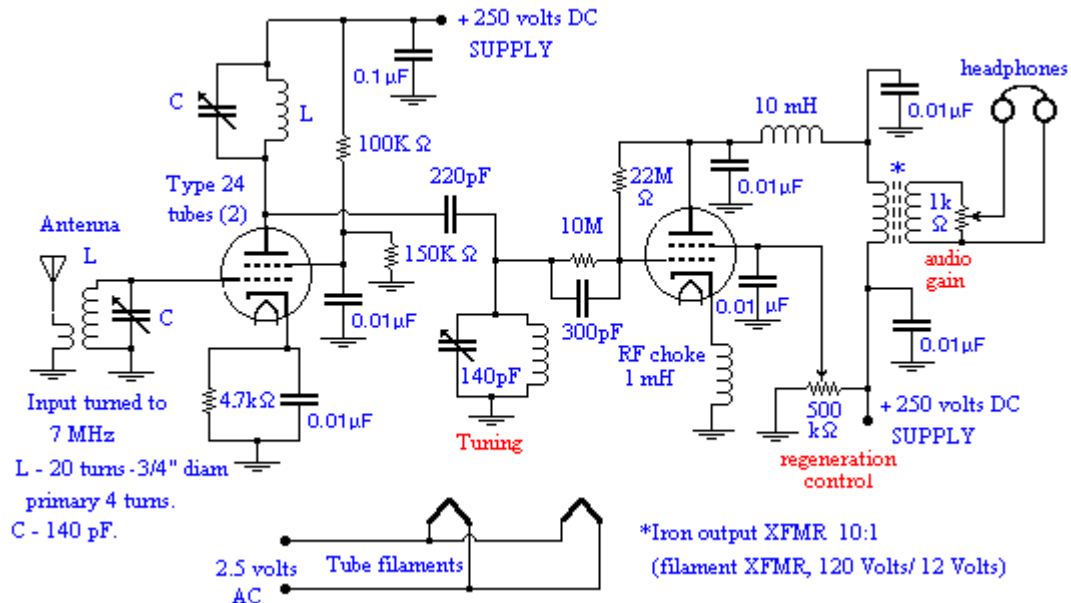 + 250 volts DC
SUPPLY
0.1µF
C
L
100K Ω
Type 24
tubes (2)
220pF
150K Ω
Antenna
L
C
0.01µF
4.7kΩ
0.01µF
Input turned to
7 MHz
L - 20 turns -3/4" diam
primary 4 turns.
C - 140 pF.
140pF
Tuning
10M
300pF
22M
Ω
0.01µF
10 mH
0.01µF
headphones
*
1k
Ω
audio
gain
0.01µF
0.01 µF
RF choke
1 mH
500
kΩ
regeneration
control
+ 250 volts DC
SUPPLY
2.5 volts
AC
Tube filaments
*Iron output XFMR 10:1
(filament XFMR, 120 Volts/ 12 Volts)